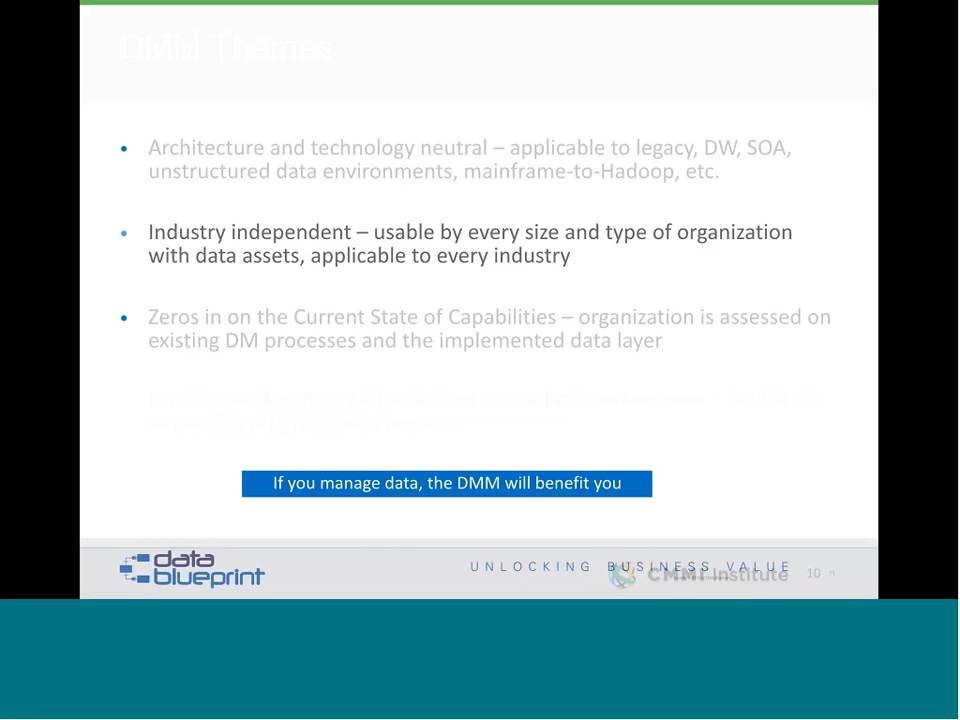 DMM Themes
• Architecture and technology neutral – applicable to legacy, DW, SOA,
unstructured data environments, mainframe-to-Hadoop, etc.
• Industry independent – usable by every size and type of organization
with data assets, applicable to every industry
• Zeros in on the Current State of Capabilities – organization is assessed on
existing DM processes and the implemented data layer
If you manage data, the DMM will benefit you
data
blueprint
UNLOCKING BUSINESS VALUE
CMMI Institute
10